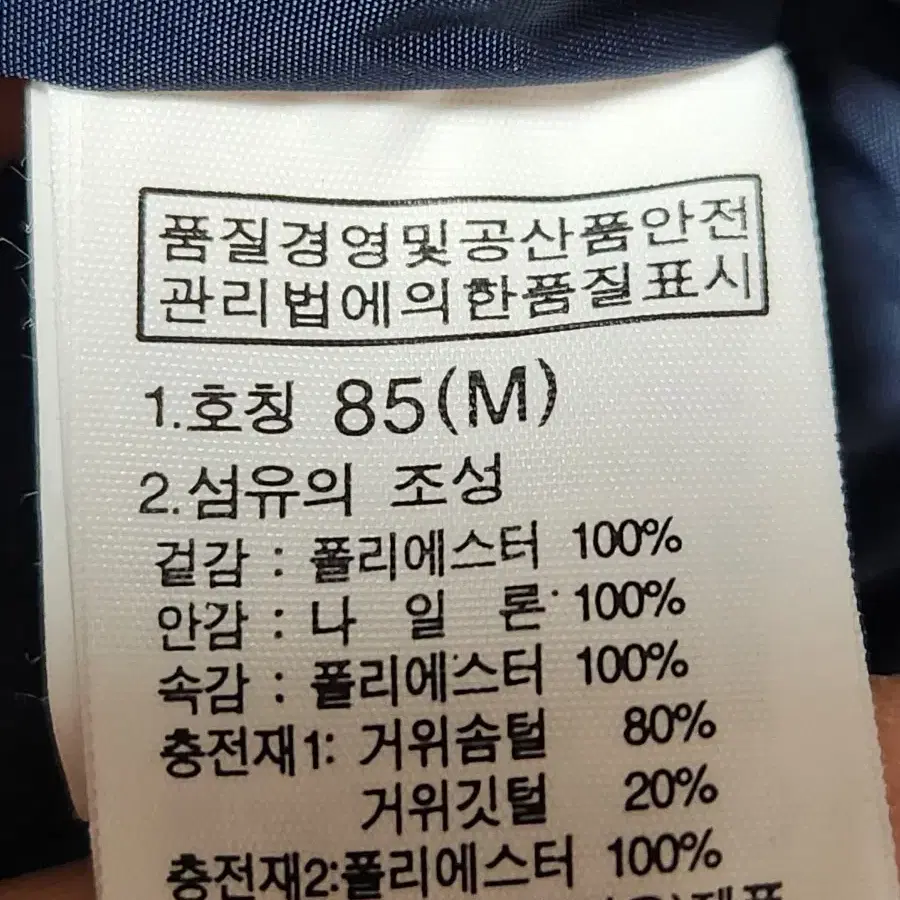 품질경영및공산품안전
관리법에의한품질표시
1.호칭 85(M)
2.섬유의 조성
겉감 : 폴리에스터 100%
안감 : 나 일 론 100%
속감 : 폴리에스터 100%
충전재1: 거위솜털 80%
거위깃털 20%
충전재2:폴리에스터 100%